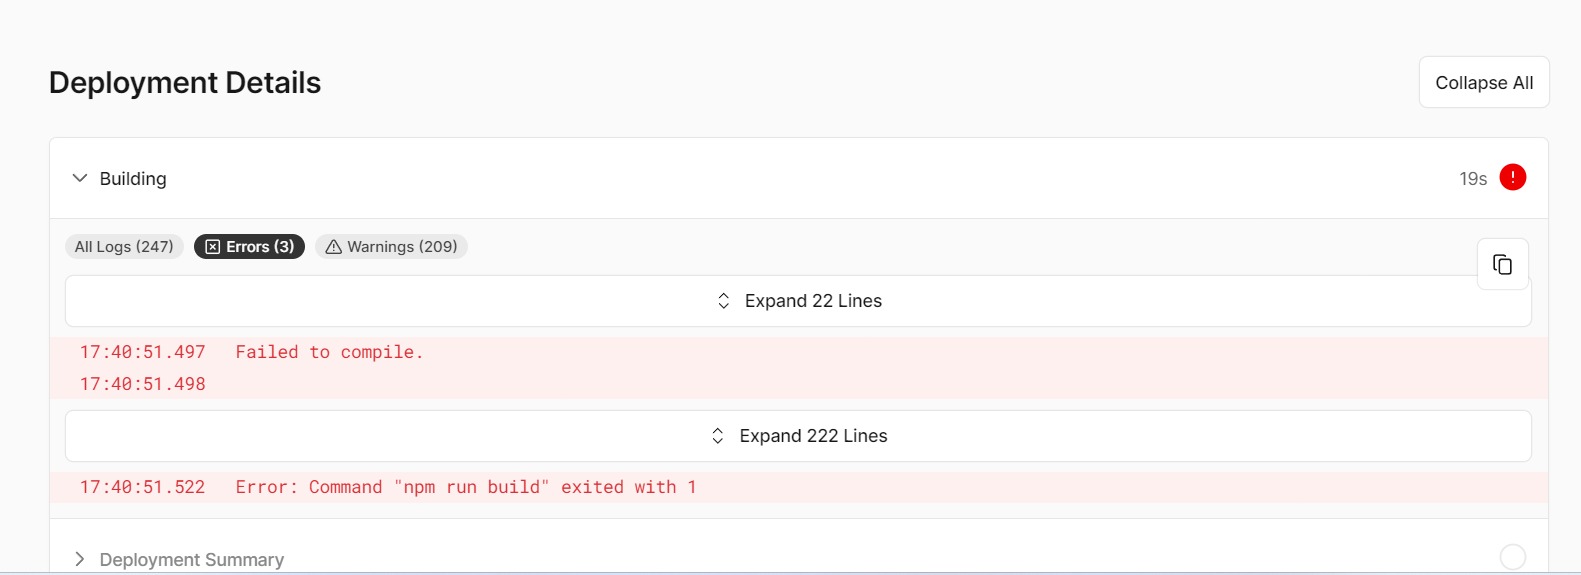 Deployment Details
Collapse All
Building
19s
All Logs (247)
Errors (3)
Warnings (209)
Expand 22 Lines
17:40:51.497 Failed to compile.
17:40:51.498
Expand 222 Lines
17:40:51.522 Error: Command "npm run build" exited with 1
Deployment Summary